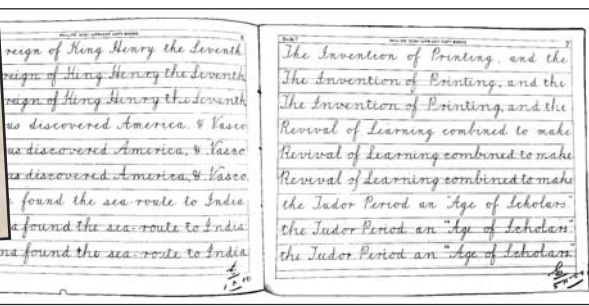 reign of King Henry the Seventh
reign of King Henry the Seventh
reign of King Henry the Seventh
us discovered America. & Vasco
us discovered America, & Vasco
us discovered America, & Vasco
found the sea-route to India
a found the sea-route to India
ma found the sea-route to India
7
The Invention of Printing, and the
The Invention of Printing, and the
The Invention of Printing, and the
Revival of Learning combined to make
Revival of Learning combined to make
Revival of Learning combined to make
the Tudor Period an "Age of Scholars."
the Tudor Period an "Age of Scholars."
the Tudor Period an "Age of Scholars."